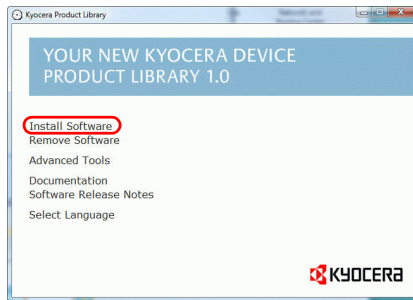 Kyocera Product Library
YOUR NEW KYOCERA DEVICE
PRODUCT LIBRARY 1.0
Install Software
Remove Software
Advanced Tools
Documentation
Software Release Notes
Select Language
KYOCERA